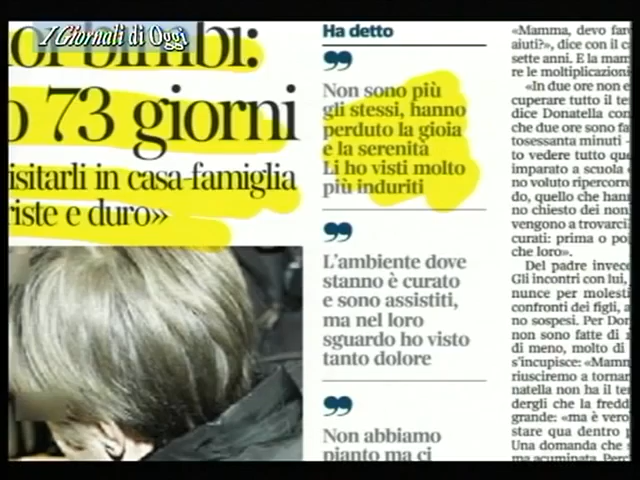 I Giornali di Oggi
bimbi:
o 73 giorni
isitarli in casa-famiglia
riste e duro»
Ha detto
Non sono più
gli stessi, hanno
perduto la gioia
e la serenità
Li ho visti molto
più induriti
L'ambiente dove
stanno è curato
e sono assistiti,
ma nel loro
sguardo ho visto
tanto dolore
Non abbiamo
pianto ma ci
«Mamma, devo far
aiuti?», dice con il c
sette anni. E la mam
re le moltiplicazioni
«In due ore non e
cuperare tutto il te
dice Donatella con
che due ore sono fa
tosessanta minuti -
to vedere tutto que
imparato a scuola
no voluto ripercorre
do, quello che hann
no chiesto dei non
vengono a trovarci
curati: prima o poi
che loro».
Del padre invece
Gli incontri con lui,
nunce per molesti
confronti dei figli, a
no sospesi. Per Don
non sono fatte di
di meno, molto di
s'incupisce: «Mamm
riusciremo a tornar
natella non ha il te
dergli che la fredd
grande: «ma è vero
stare qua dentro p
Una domanda che s
ma acuminata. Perc